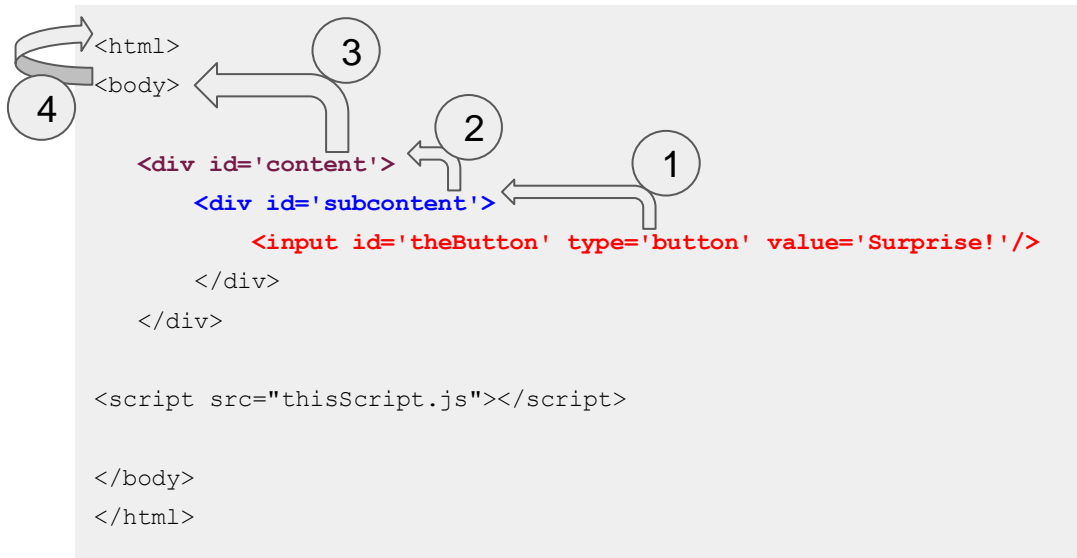 <html>
3
<body>
4
2
<div id='content'>
1
<div id='subcontent'>
<input id='theButton' type='button' value='Surprise!'/>
</div>
</div>
<script src="thisScript.js"></script>
</body>
</html>